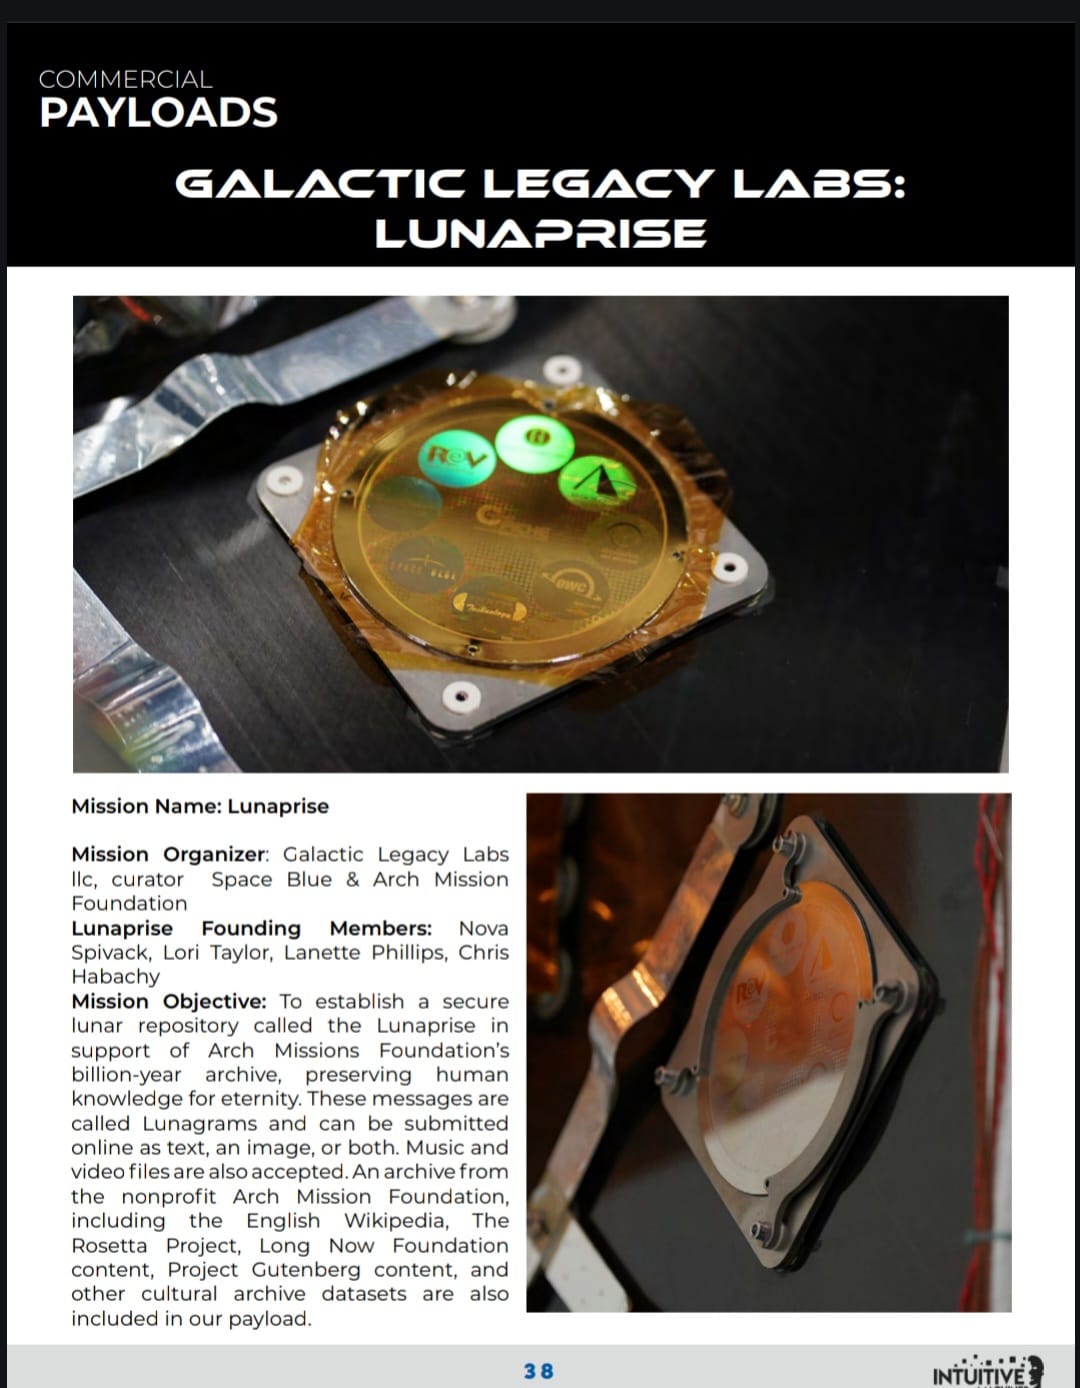 COMMERCIAL
PAYLOADS
GALACTIC LEGACY LABS:
LUNAPRISE
R@V
SPACE BLUE
BWC
Mission Name: Lunaprise
Mission Organizer: Galactic Legacy Labs
llc, curator Space Blue & Arch Mission
Foundation
Lunaprise Founding Members: Nova
Spivack, Lori Taylor, Lanette Phillips, Chris
Habachy
Mission Objective: To establish a secure
lunar repository called the Lunaprise in
support of Arch Missions Foundation's
billion-year archive, preserving human
knowledge for eternity. These messages are
called Lunagrams and can be submitted
online as text, an image, or both. Music and
video files are also accepted. An archive from
the nonprofit Arch Mission Foundation,
including the English Wikipedia, The
Rosetta Project, Long Now Foundation
content, Project Gutenberg content, and
other cultural archive datasets are also
included in our payload.
R@V
38
INTUITIVE